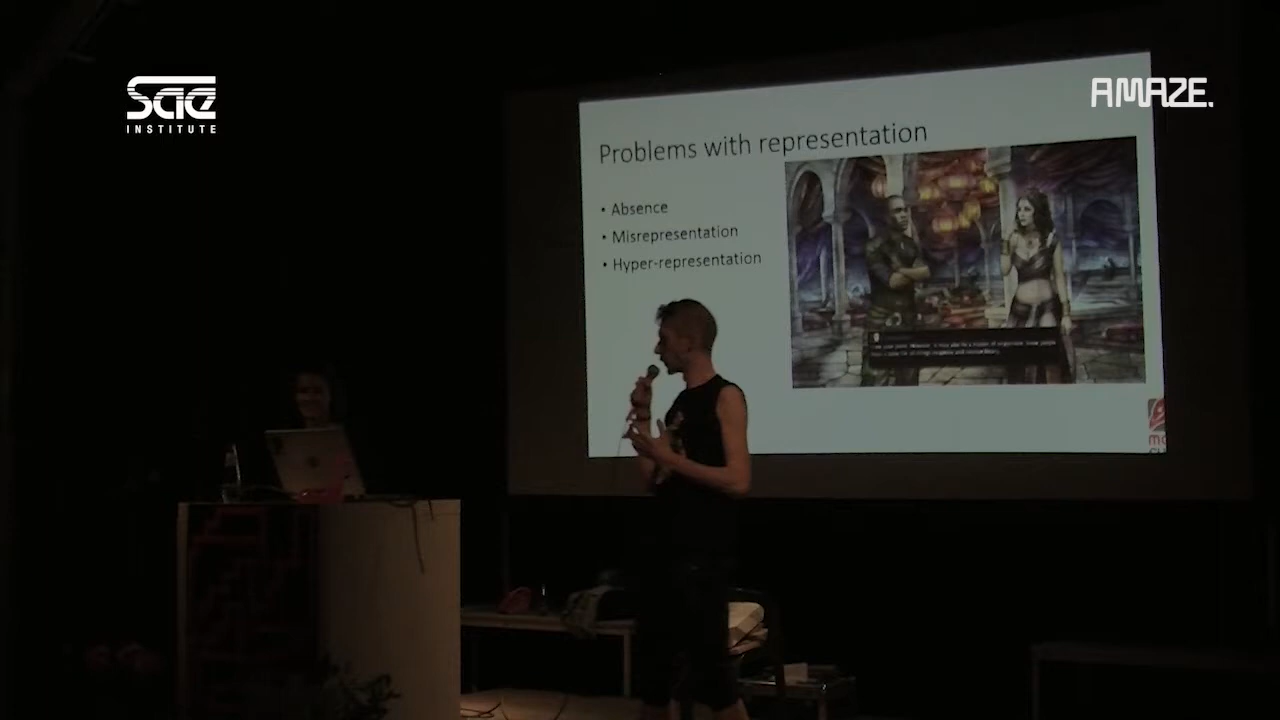 Sae
INSTITUTE
AMAZE.
Problems with representation
• Absence
• Misrepresentation
• Hyper-representation